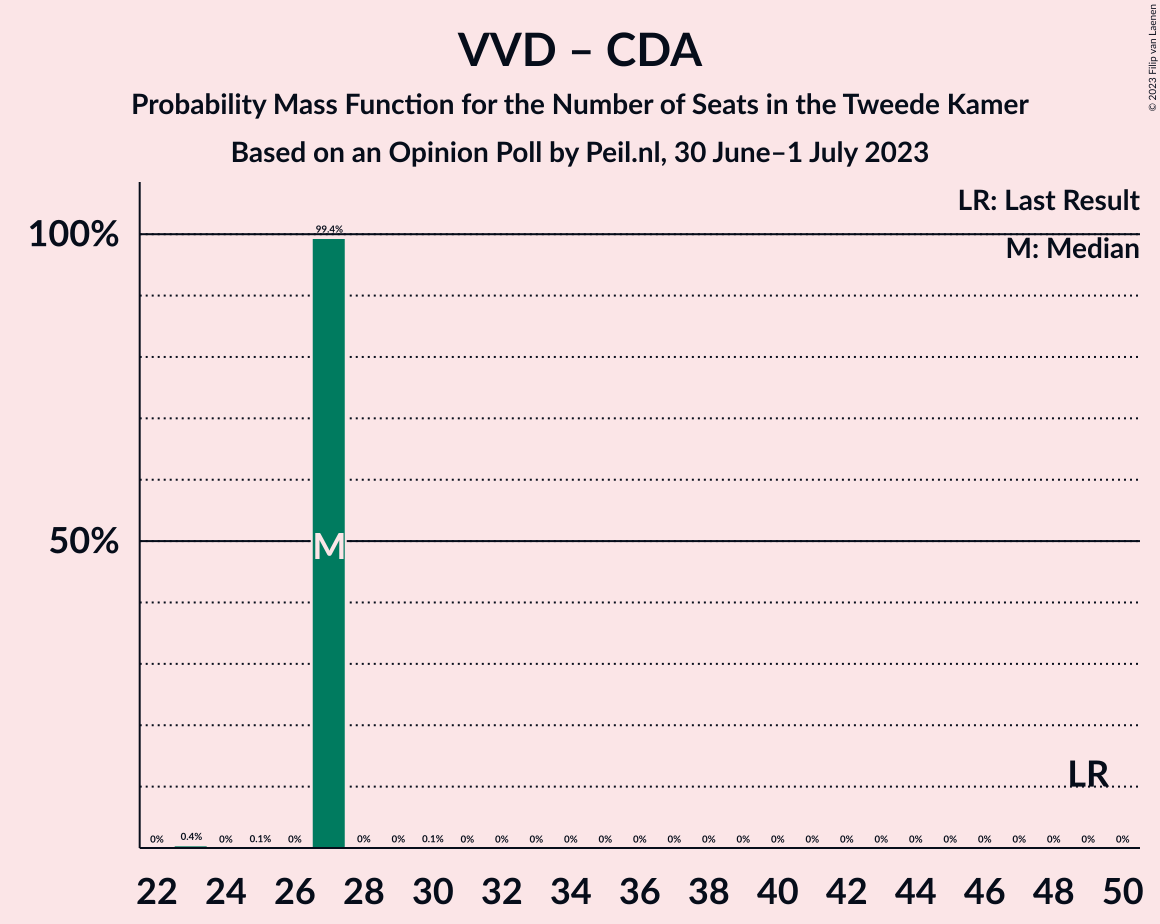 VVD – CDA
Probability Mass Function for the Number of Seats in the Tweede Kamer
Based on an Opinion Poll by Peil.nl, 30 June–1 July 2023
© 2023 Filip van Laenen
LR: Last Result
M: Median
100%
99.4%
50%
M
LR
0% 0.4% 0% 0.1% 0% 0% 0% 0.1% 0% 0% 0% 0% 0% 0% 0% 0% 0% 0% 0% 0% 0% 0% 0% 0% 0% 0% 0% 0%
22 24 26 28 30 32 34 36 38 40 42 44 46 48 50